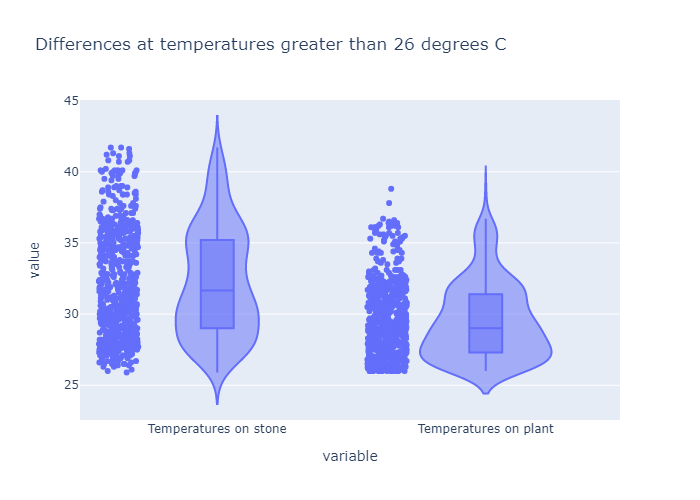 Differences at temperatures greater than 26 degrees C
45
40
35
30
25
value
Temperatures on stone
Temperatures on plant
variable